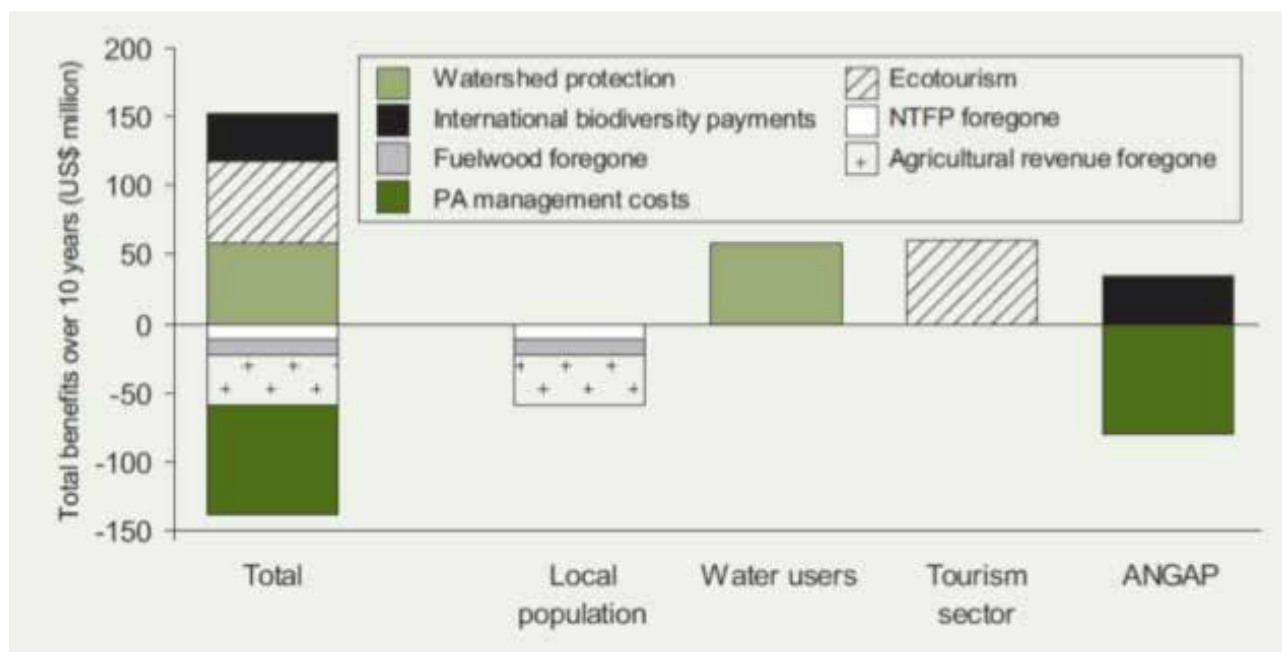 Total benefits over 10 years (US$ million)
200
150
100
50
0
-50
-100
-150
Watershed protection
International biodiversity payments
Fuelwood foregone
PA management costs
Ecotourism
NTFP foregone
Agricultural revenue foregone
Total
Local
population
Water users
Tourism
sector
ANGAP